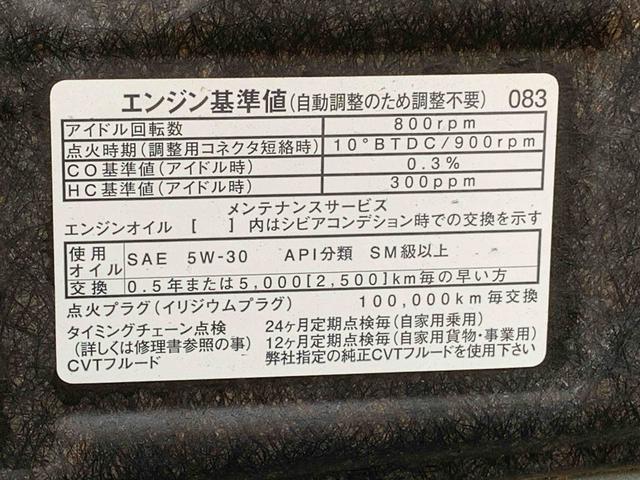 エンジン基準値(自動調整のため調整不要) 083
アイドル回転数 800rpm
点火時期(調整用コネクタ短絡時) 10°BTDC/900rpm
CO基準値(アイドル時) 0.3%
HC基準値(アイドル時) 300ppm
メンテナンスサービス
エンジンオイル [ ] 内はシビアコンデション時での交換を示す
使用オイル SAE 5W-30 API分類 SM級以上
交換 0.5年または5,000[2,500]km毎の早い方
点火プラグ(イリジウムプラグ) 100,000km毎交換
タイミングチェーン点検 24ヶ月定期点検毎(自家用乗用)
(詳しくは修理書参照の事) 12ヶ月定期点検毎(自家用貨物・事業用)
CVTフルード 弊社指定の純正CVTフルードを使用下さい